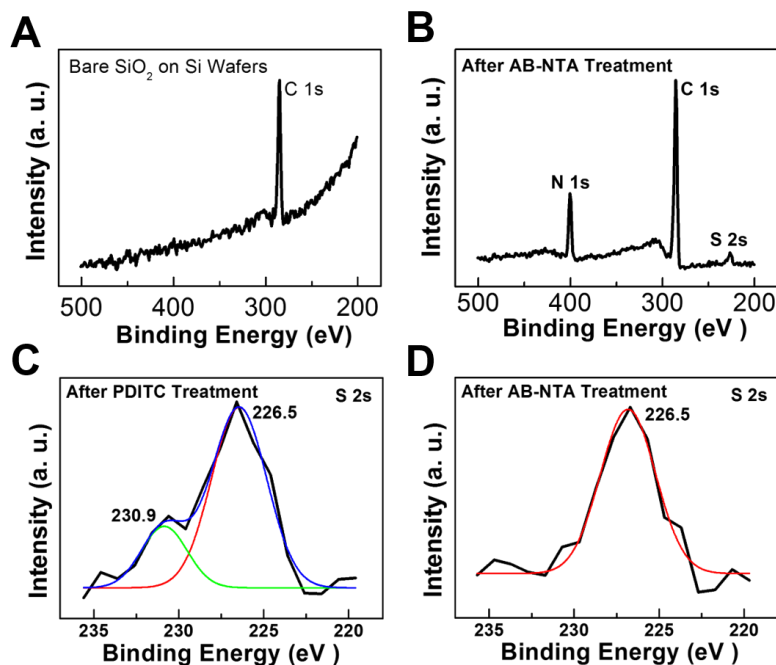 A
Bare SiO₂ on Si Wafers
C 1s
Intensity (a. u.)
500 400 300 200
Binding Energy (eV)
B
After AB-NTA Treatment
C 1s
N 1s
S 2s
Intensity (a. u.)
500 400 300 200
Binding Energy (eV )
C
After PDITC Treatment S 2s
226.5
230.9
Intensity (a. u.)
235 230 225 220
Binding Energy (eV )
D
After AB-NTA Treatment S 2s
226.5
Intensity (a. u.)
235 230 225 220
Binding Energy (eV )